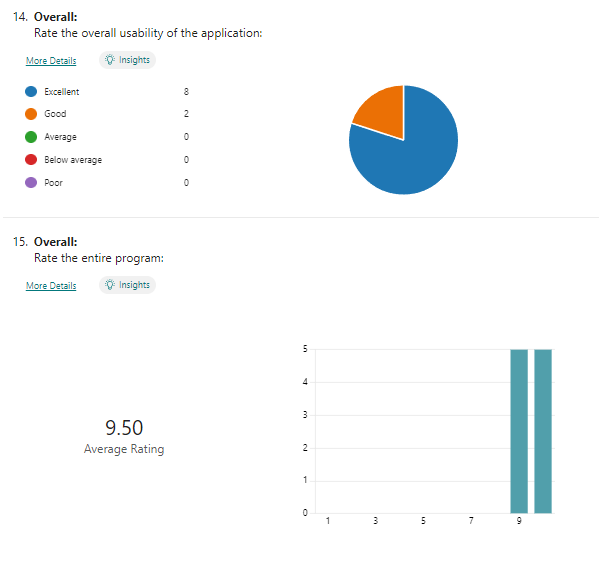 14. Overall:
Rate the overall usability of the application:
More Details Insights
Excellent 8
Good 2
Average 0
Below average 0
Poor 0
15. Overall:
Rate the entire program:
More Details Insights
9.50
Average Rating
5
4
3
2
1
0
1 3 5 7 9